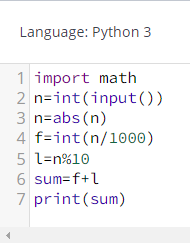 Language: Python 3
1 import math
2 n=int(input())
3 n=abs(n)
4 f=int(n/1000)
5 l=n%10
6 sum=f+l
7 print(sum)